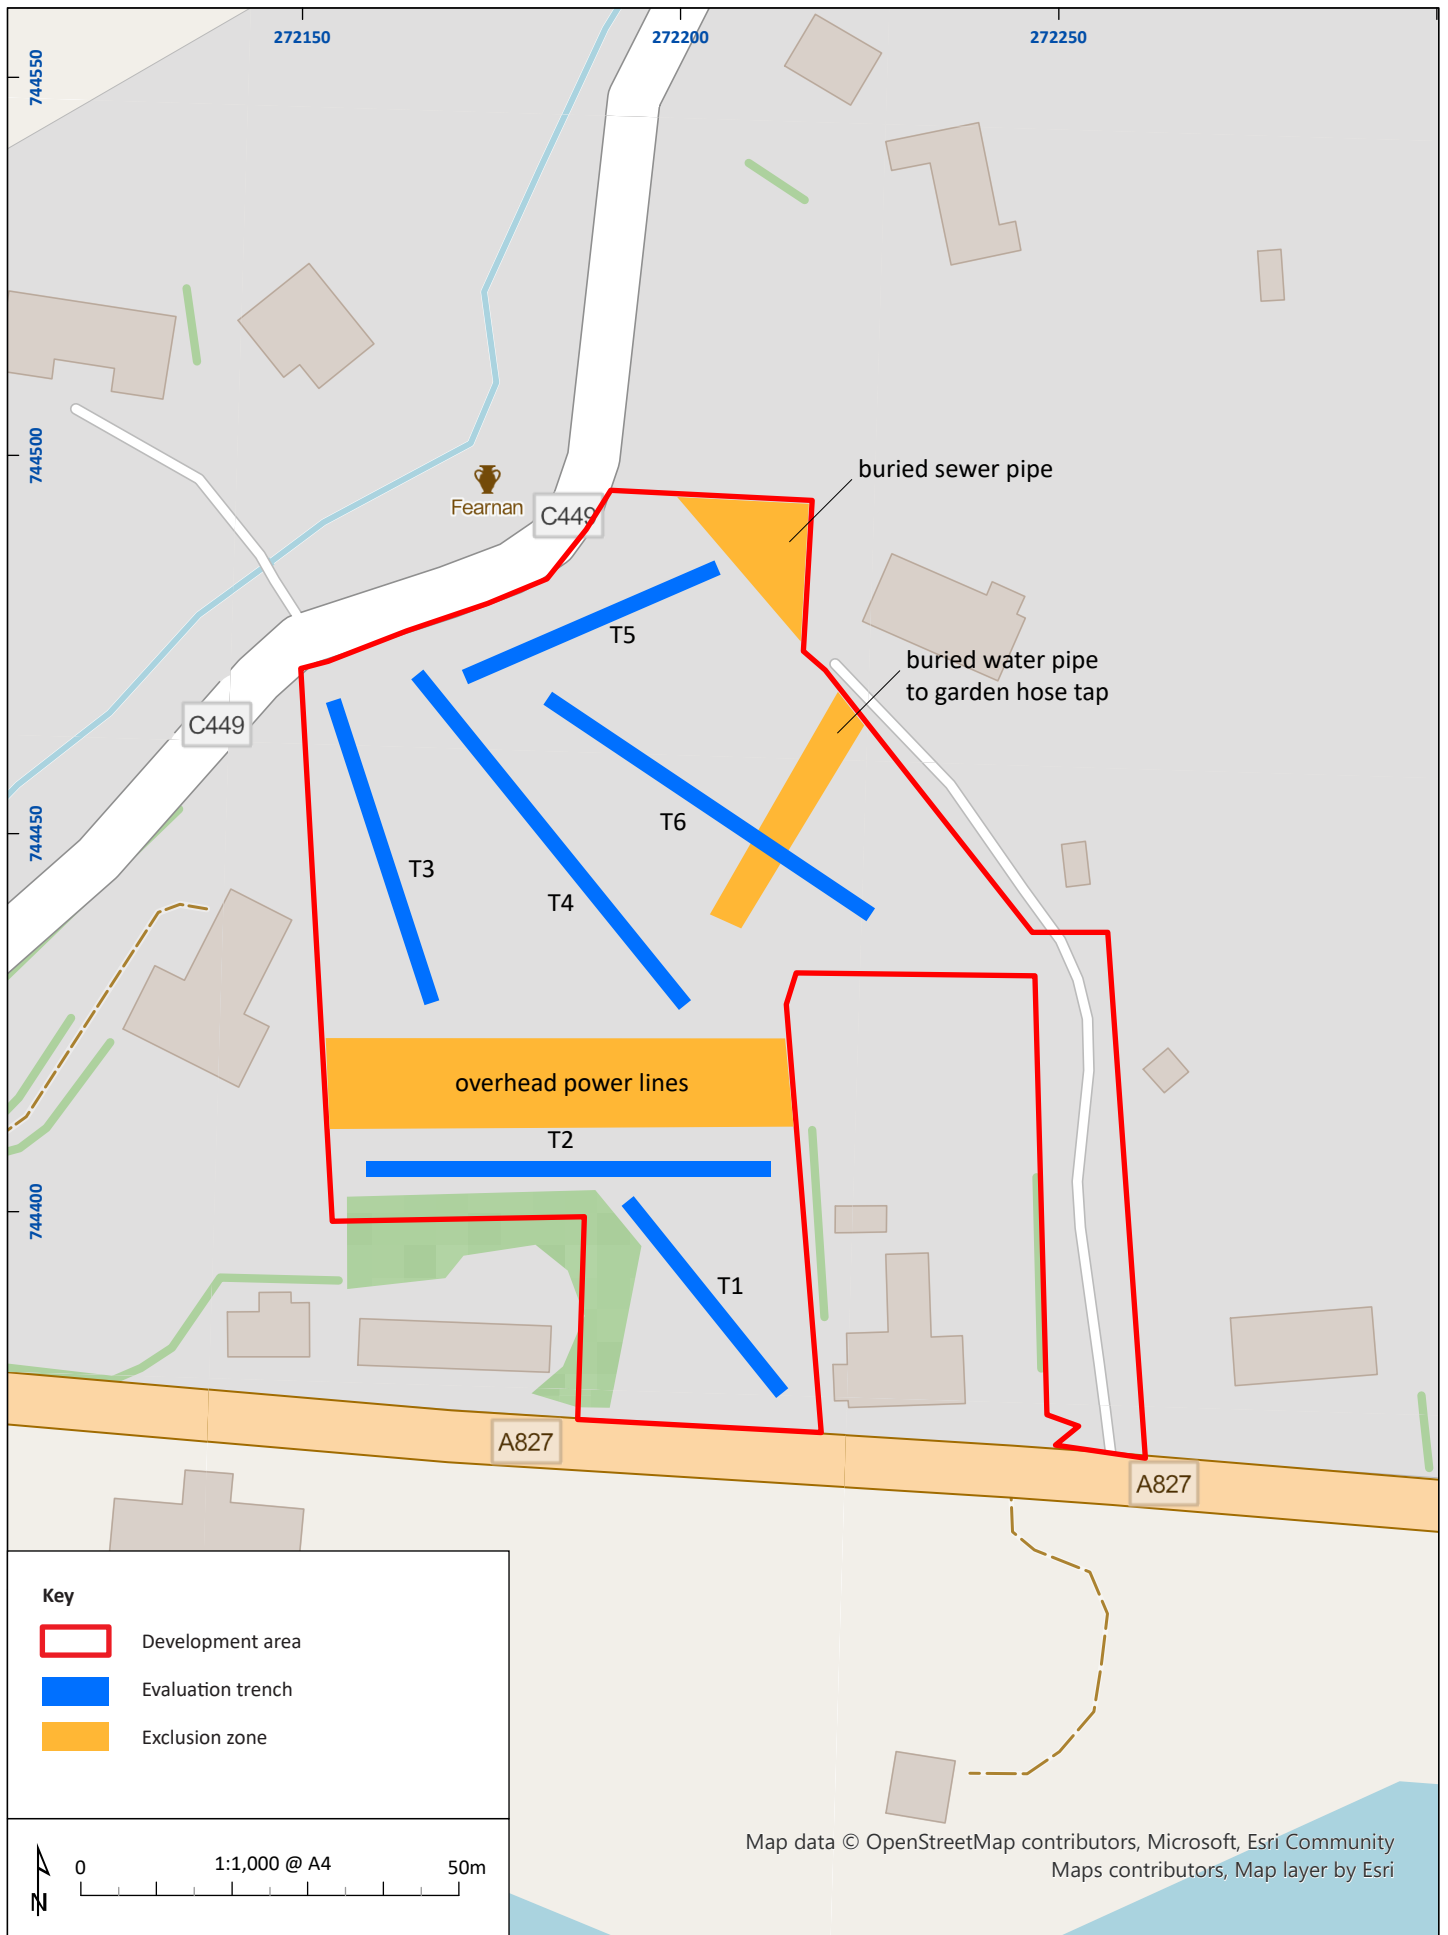 272150
272200
272250
744550
744500
744450
744400
buried sewer pipe
Fearnan
C449
T5
buried water pipe
to garden hose tap
C449
T6
T3
T4
overhead power lines
T2
T1
A827
A827
Key
Development area
Evaluation trench
Exclusion zone
N
0
1:1,000 @ A4
50m
Map data © OpenStreetMap contributors, Microsoft, Esri Community
Maps contributors, Map layer by Esri